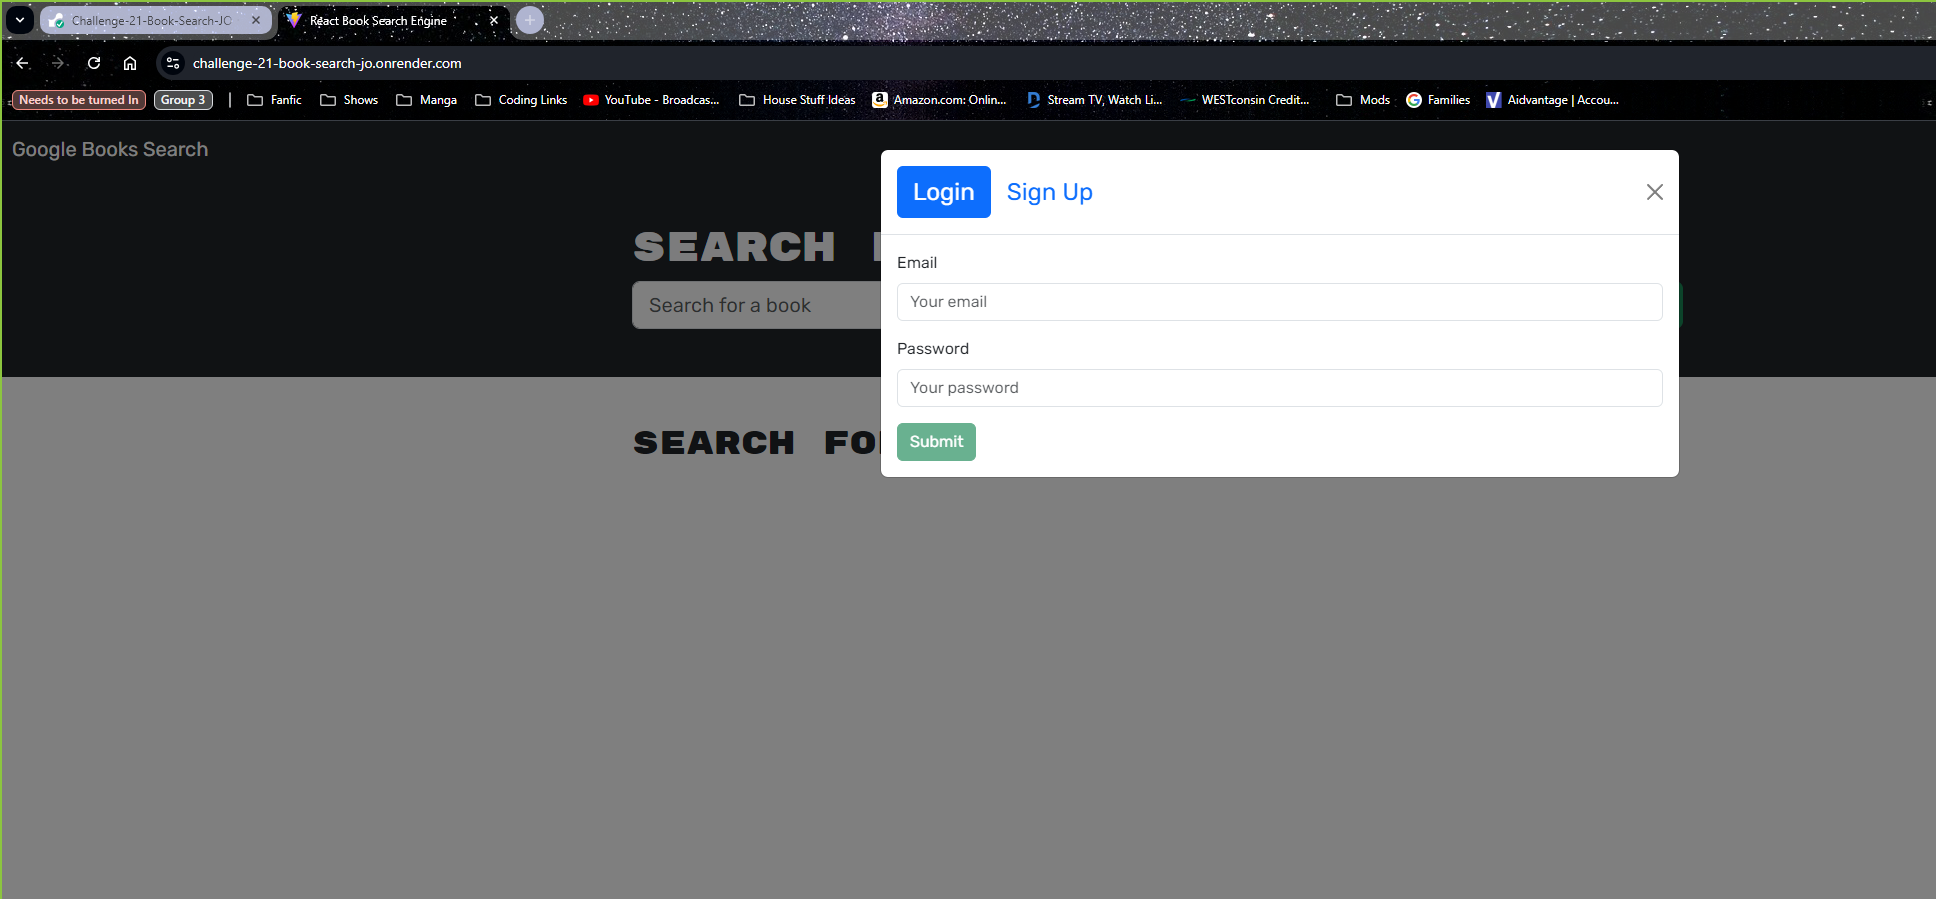 Challenge-21-Book-Search-JO
React Book Search Engine
challenge-21-book-search-jo.onrender.com
Needs to be turned In
Group 3
Fanfic
Shows
Manga
Coding Links
YouTube - Broadcas...
House Stuff Ideas
Amazon.com: Onlin...
Stream TV, Watch Li...
WESTconsin Credit...
Mods
Families
Aidvantage | Accou...
Google Books Search
Login
Sign Up
SEARCH
Search for a book
Email
Your email
Password
Your password
Submit
SEARCH FO